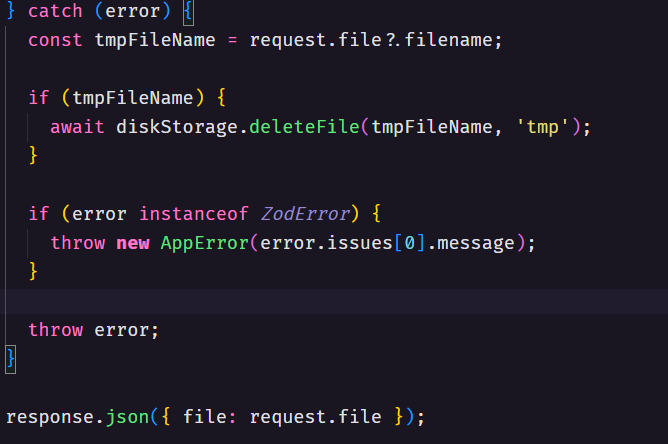 } catch (error) {
const tmpFileName = request.file?.filename;
if (tmpFileName) {
await diskStorage.deleteFile(tmpFileName, 'tmp');
}
if (error instanceof ZodError) {
throw new AppError(error.issues[0].message);
}
throw error;
}
response.json({ file: request.file });